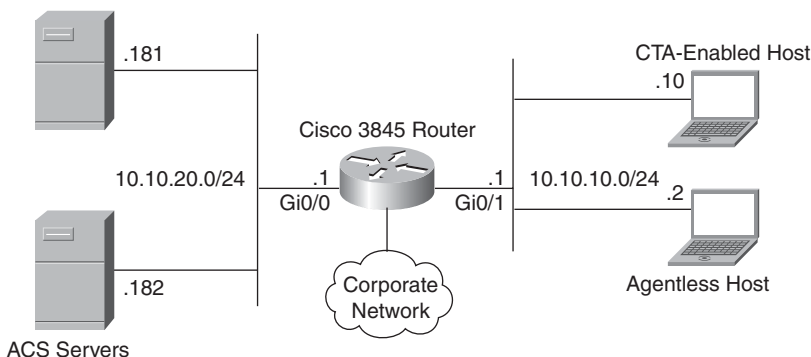 .181
CTA-Enabled Host
.10
Cisco 3845 Router
10.10.20.0/24
.1
.1
10.10.10.0/24
Gi0/0
Gi0/1
.2
Corporate
Network
Agentless Host
.182
ACS Servers